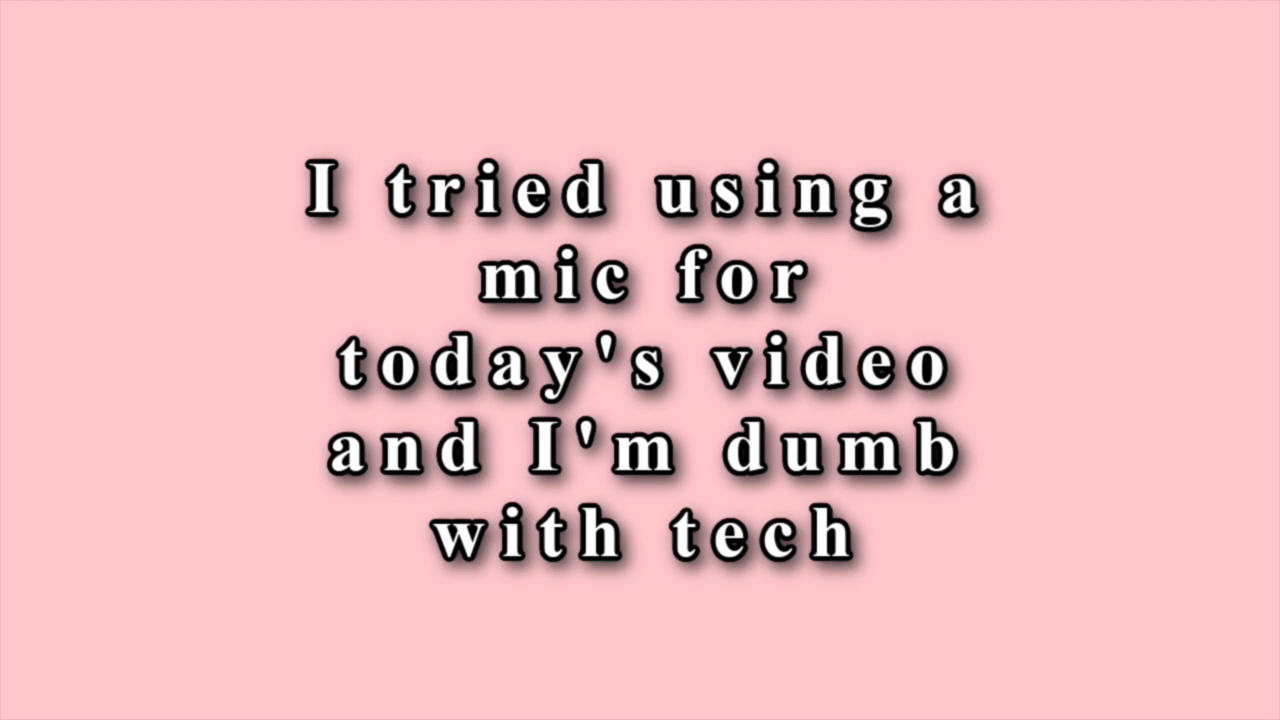 I tried using a
mic for
today's video
and I'm dumb
with tech